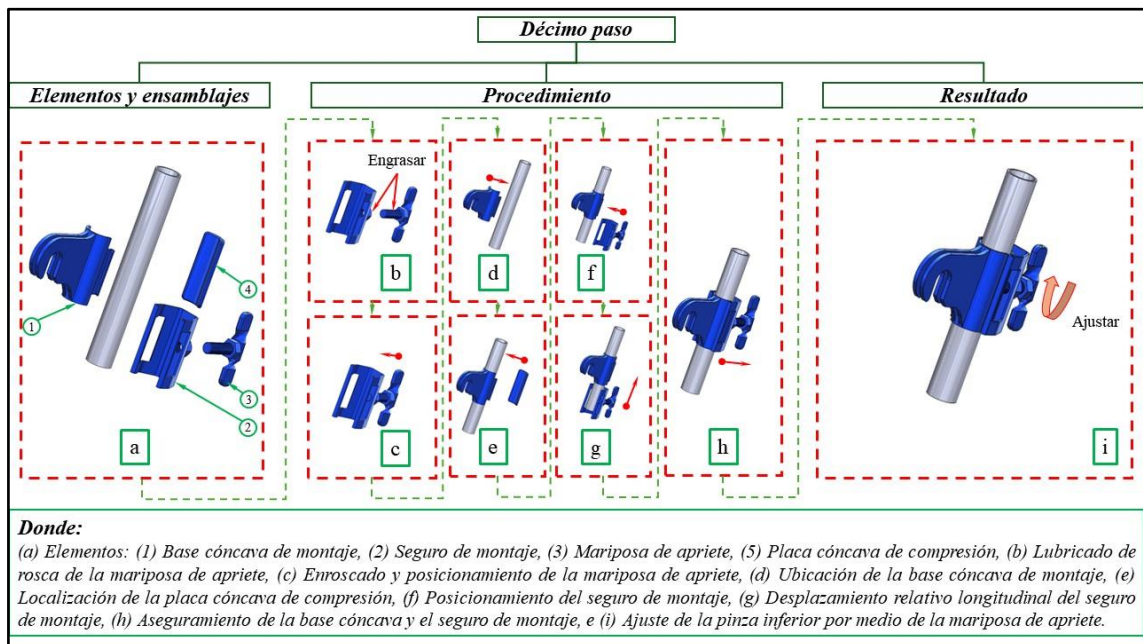 Décimo paso
Elementos y ensamblajes
Procedimiento
Resultado
1
2
3
4
a
Engrasar
b
c
d
e
f
g
h
Ajustar
i
Donde:
(a) Elementos: (1) Base cóncava de montaje, (2) Seguro de montaje, (3) Mariposa de apriete, (5) Placa cóncava de compresión, (b) Lubricado de
rosca de la mariposa de apriete, (c) Enroscado y posicionamiento de la mariposa de apriete, (d) Ubicación de la base cóncava de montaje, (e)
Localización de la placa cóncava de compresión, (f) Posicionamiento del seguro de montaje, (g) Desplazamiento relativo longitudinal del seguro
de montaje, (h) Aseguramiento de la base cóncava y el seguro de montaje, e (i) Ajuste de la pinza inferior por medio de la mariposa de apriete.